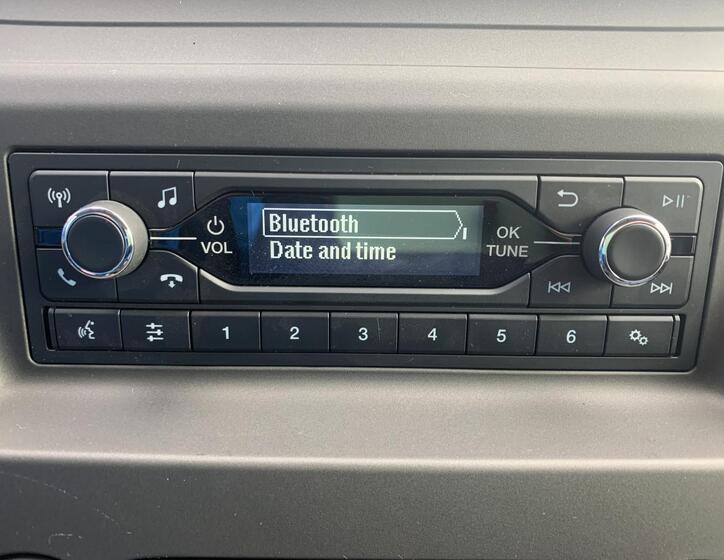 Bluetooth
Date and time
VOL
OK
TUNE
1 2 3 4 5 6